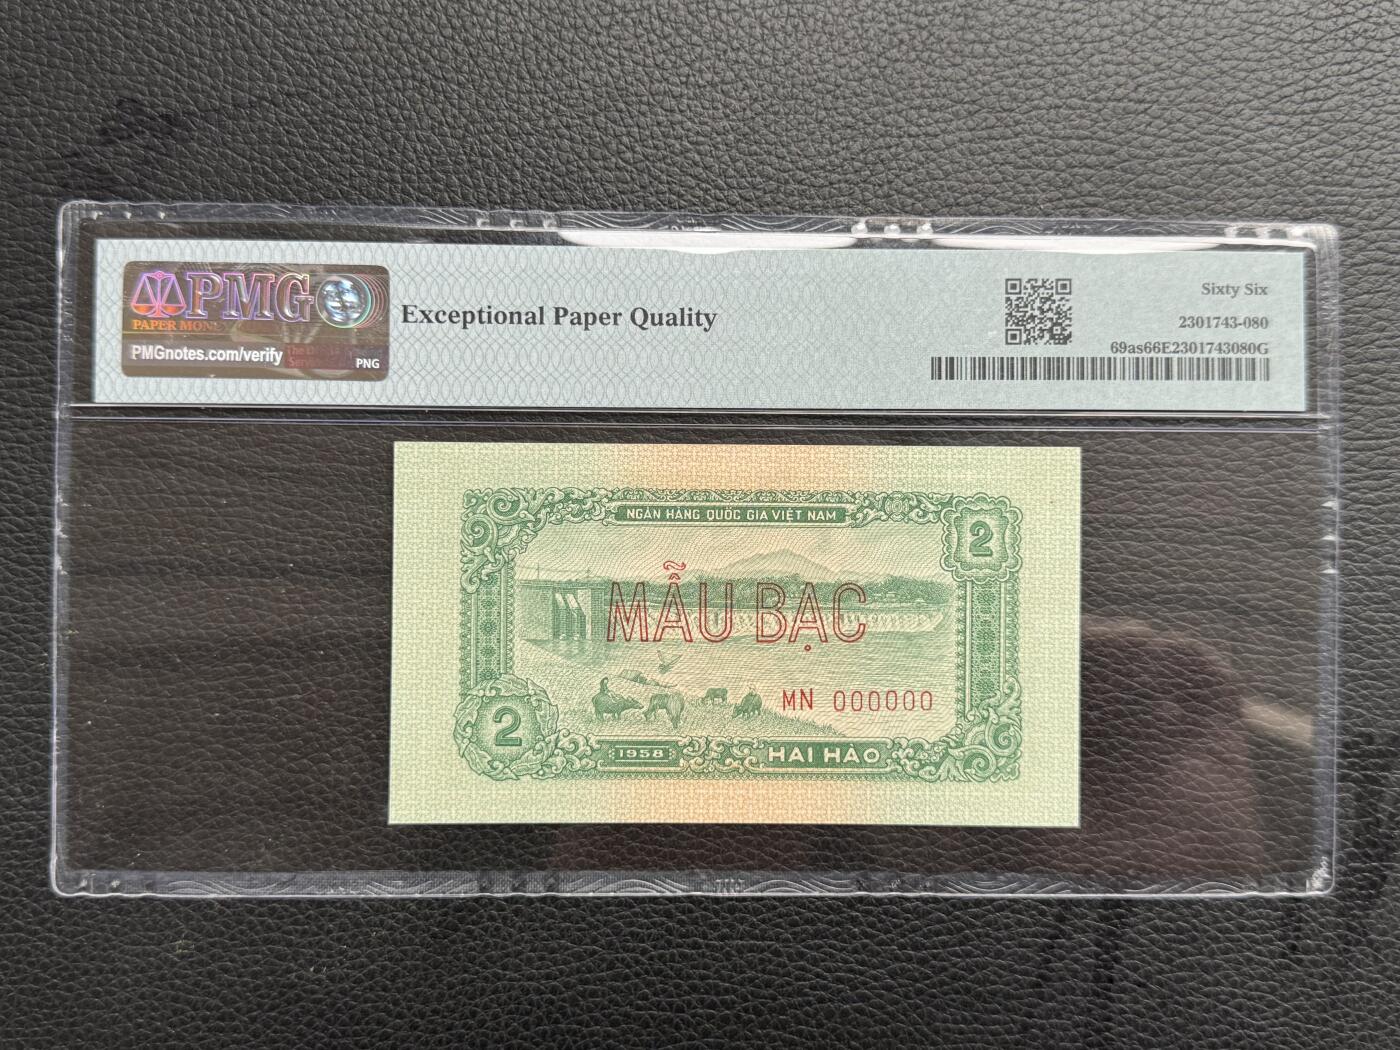 PMG
PAPER MON
PMGnotes.com/verify
PNG
Exceptional Paper Quality
Sixty Six
2301743-080
69as66E2301743080G
NGÂN HÀNG QUỐC GIA VIỆT NAM
2
MẪU BẠC
MN 000000
2
1958
HAI HÀO